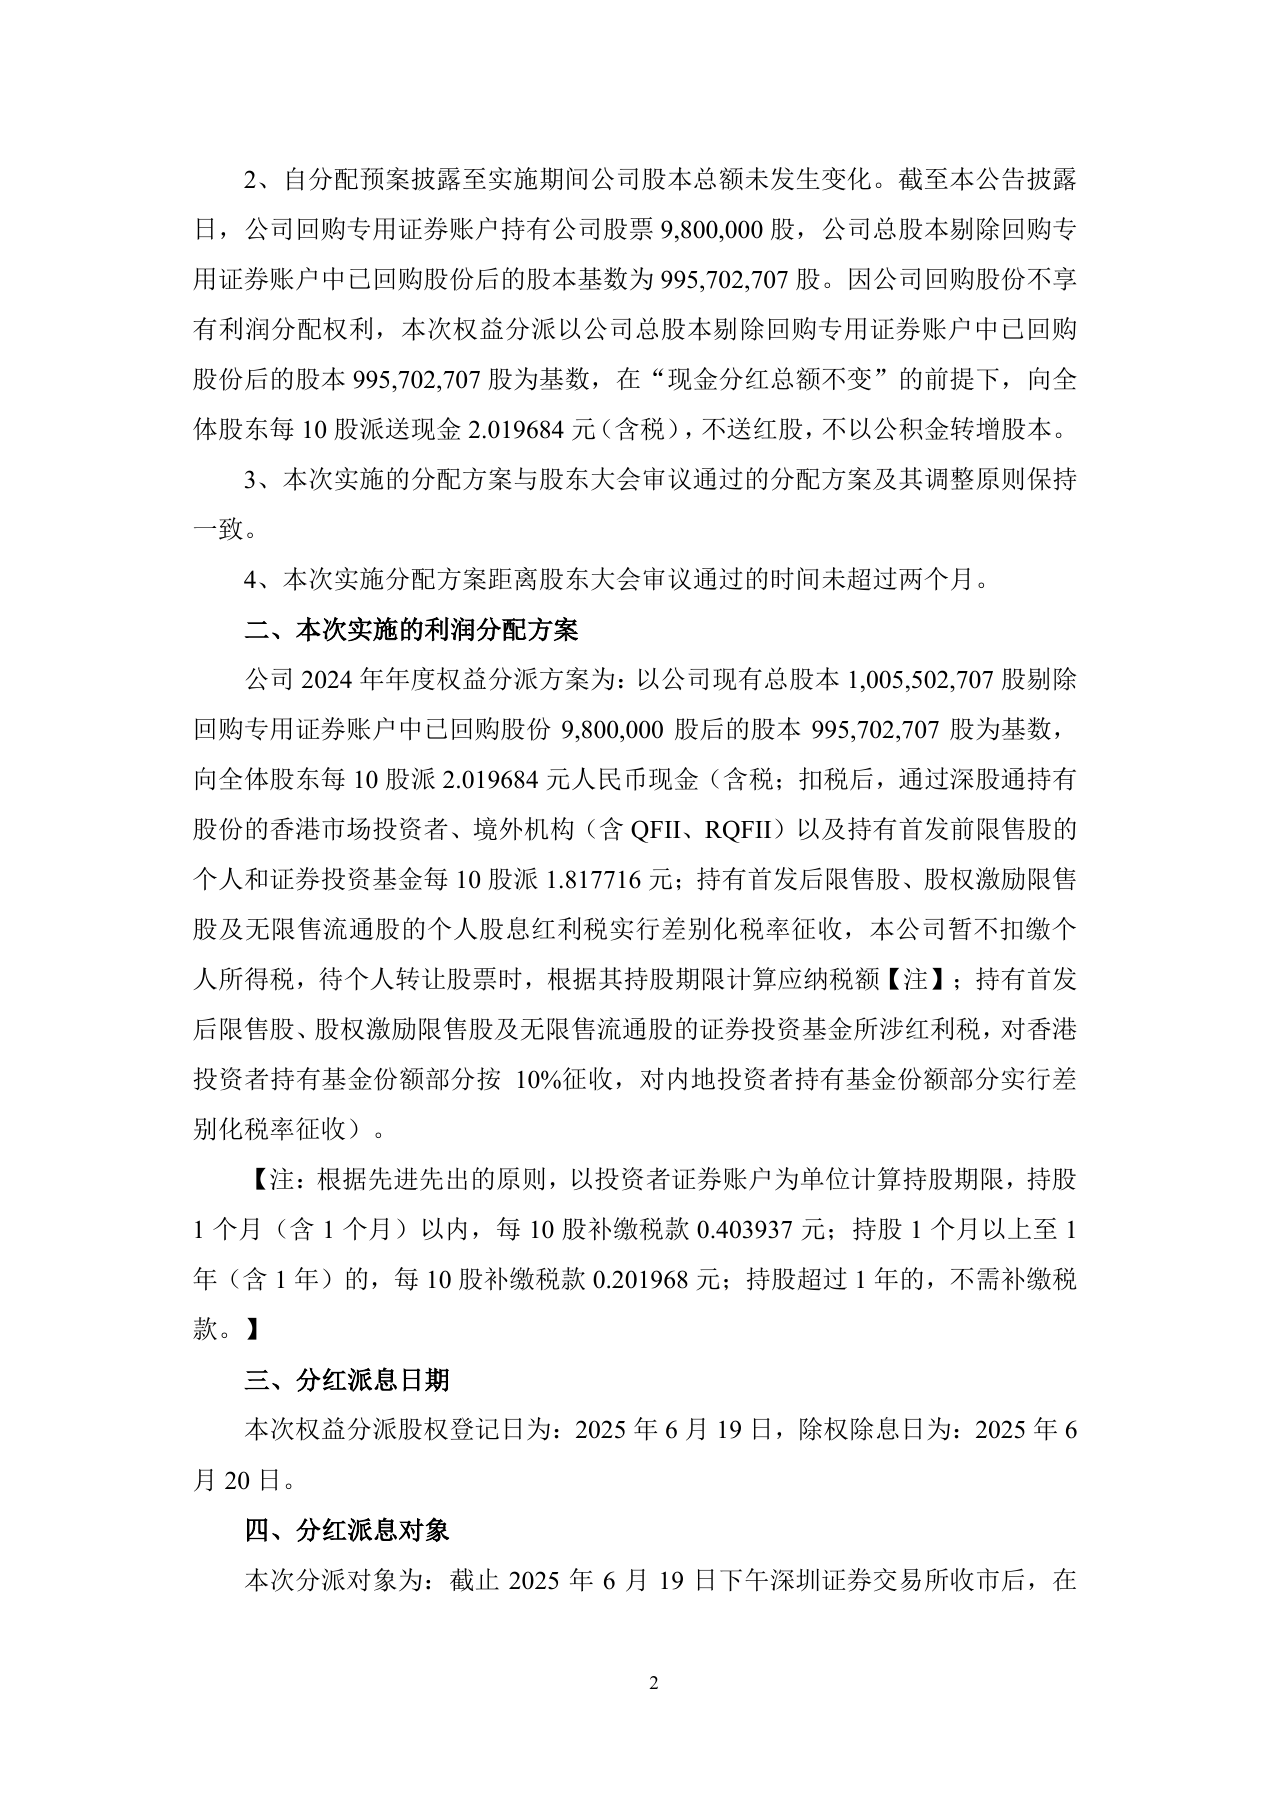 2、自分配预案披露至实施期间公司股本总额未发生变化。截至本公告披露
日，公司回购专用证券账户持有公司股票 9,800,000 股，公司总股本剔除回购专
用证券账户中已回购股份后的股本基数为 995,702,707 股。因公司回购股份不享
有利润分配权利，本次权益分派以公司总股本剔除回购专用证券账户中已回购
股份后的股本 995,702,707 股为基数，在“现金分红总额不变”的前提下，向全
体股东每 10 股派送现金 2.019684 元（含税），不送红股，不以公积金转增股本。
3、本次实施的分配方案与股东大会审议通过的分配方案及其调整原则保持
一致。
4、本次实施分配方案距离股东大会审议通过的时间未超过两个月。
二、本次实施的利润分配方案
公司 2024 年年度权益分派方案为：以公司现有总股本 1,005,502,707 股剔除
回购专用证券账户中已回购股份 9,800,000 股后的股本 995,702,707 股为基数，
向全体股东每 10 股派 2.019684 元人民币现金（含税；扣税后，通过深股通持有
股份的香港市场投资者、境外机构（含 QFII、RQFII）以及持有首发前限售股的
个人和证券投资基金每 10 股派 1.817716 元；持有首发后限售股、股权激励限售
股及无限售流通股的个人股息红利税实行差别化税率征收，本公司暂不扣缴个
人所得税，待个人转让股票时，根据其持股期限计算应纳税额【注】；持有首发
后限售股、股权激励限售股及无限售流通股的证券投资基金所涉红利税，对香港
投资者持有基金份额部分按 10%征收，对内地投资者持有基金份额部分实行差
别化税率征收）。
【注：根据先进先出的原则，以投资者证券账户为单位计算持股期限，持股
1 个月（含 1 个月）以内，每 10 股补缴税款 0.403937 元；持股 1 个月以上至 1
年（含 1 年）的，每 10 股补缴税款 0.201968 元；持股超过 1 年的，不需补缴税
款。】
三、分红派息日期
本次权益分派股权登记日为：2025 年 6 月 19 日，除权除息日为：2025 年 6
月 20 日。
四、分红派息对象
本次分派对象为：截止 2025 年 6 月 19 日下午深圳证券交易所收市后，在
2